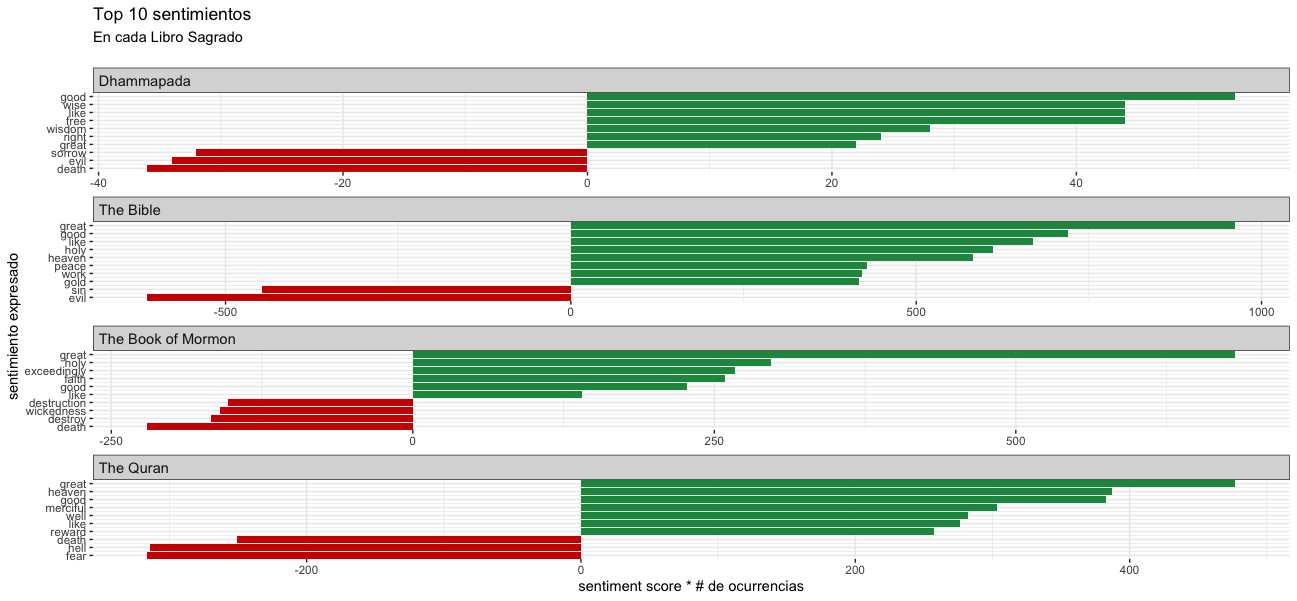 Top 10 sentimientos
En cada Libro Sagrado
Dhammapada
good
wise
like
free
wisdom
right
great
sorrow
evil
death
-40 -20 0 20 40
The Bible
great
good
like
holy
heaven
peace
work
gold
sin
evil
-500 0 500 1000
The Book of Mormon
great
holy
exceedingly
faith
good
like
destruction
wickedness
destroy
death
-250 0 250 500
The Quran
great
heaven
good
merciful
well
like
reward
death
hell
fear
-200 0 200 400
sentimiento expresado
sentiment score * # de ocurrencias